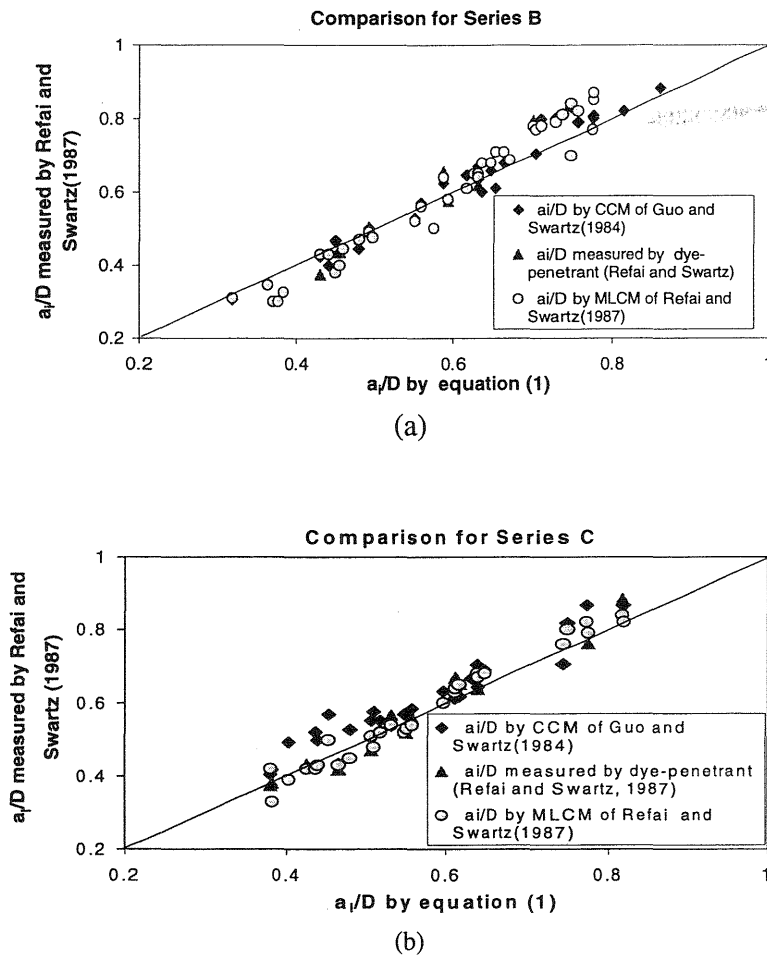 Comparison for Series B
aᵢ/D measured by Refai and
Swartz(1987)
1
0.8
0.6
0.4
0.2
ai/D by CCM of Guo and
Swartz(1984)
ai/D measured by dye-
penetrant (Refai and Swartz)
ai/D by MLCM of Refai and
Swartz(1987)
0.2 0.4 0.6 0.8 1
aᵢ/D by equation (1)
(a)
Comparison for Series C
aᵢ/D measured by Refai and
Swartz (1987)
1
0.8
0.6
0.4
0.2
ai/D by CCM of Guo and
Swartz(1984)
ai/D measured by dye-penetrant
(Refai and Swartz, 1987)
ai/D by MLCM of Refai and
Swartz(1987)
0.2 0.4 0.6 0.8 1
aᵢ/D by equation (1)
(b)